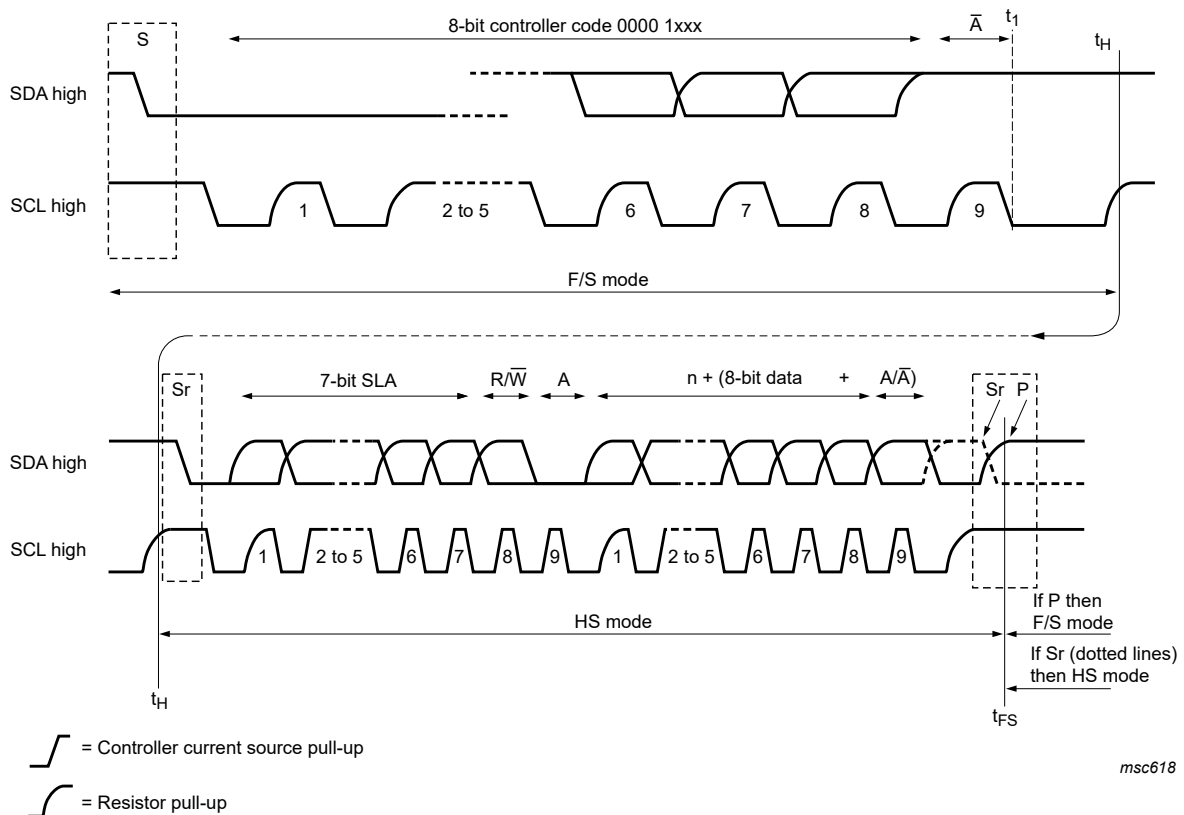 S
8-bit controller code 0000 1xxx
A̅
t1
tH
SDA high
SCL high
1
2 to 5
6
7
8
9
F/S mode
Sr
7-bit SLA
R/W̅
A
n + (8-bit data + A/A̅)
Sr P
SDA high
SCL high
1
2 to 5
6
7
8
9
1
2 to 5
6
7
8
9
If P then
F/S mode
HS mode
If Sr (dotted lines)
then HS mode
tH
tFS
= Controller current source pull-up
msc618
= Resistor pull-up